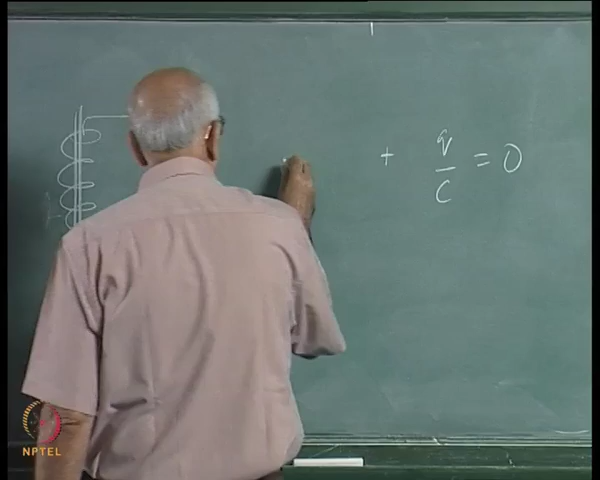 + q/C = 0
NPTEL